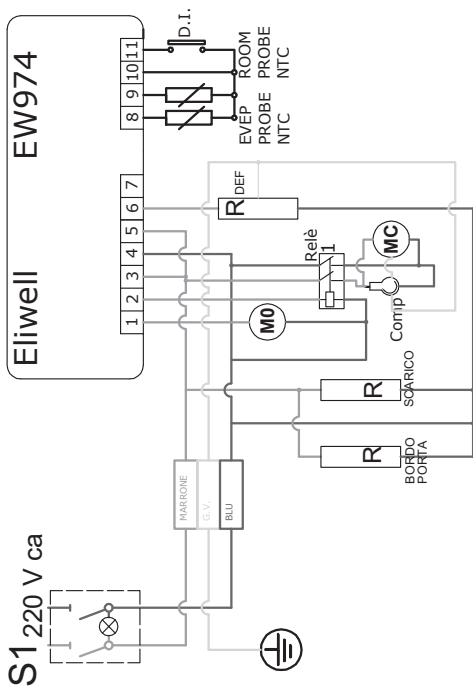 S1
220 V ca
MARRONE
G.V.
BLU
Eliwell
EW974
1
2
3
4
5
6
7
8
9
10
11
EVEP
PROBE
NTC
ROOM
PROBE
NTC
D.I.
M0
Relè
1
R
DEF
MC
Comp
R
BORDO
PORTA
R
SCARICO